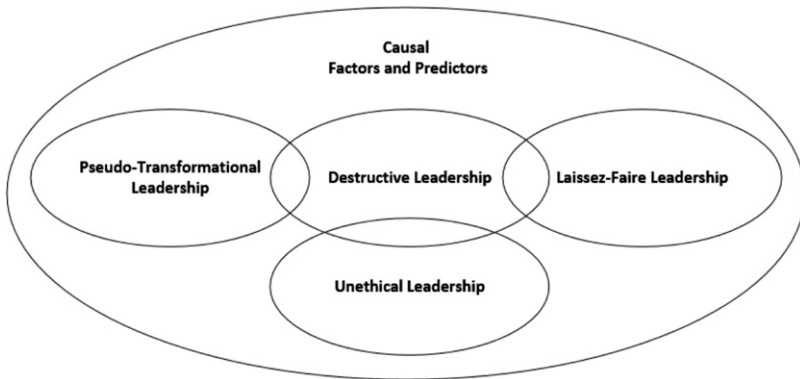 Causal
Factors and Predictors
Pseudo-Transformational
Leadership
Destructive Leadership
Laissez-Faire Leadership
Unethical Leadership